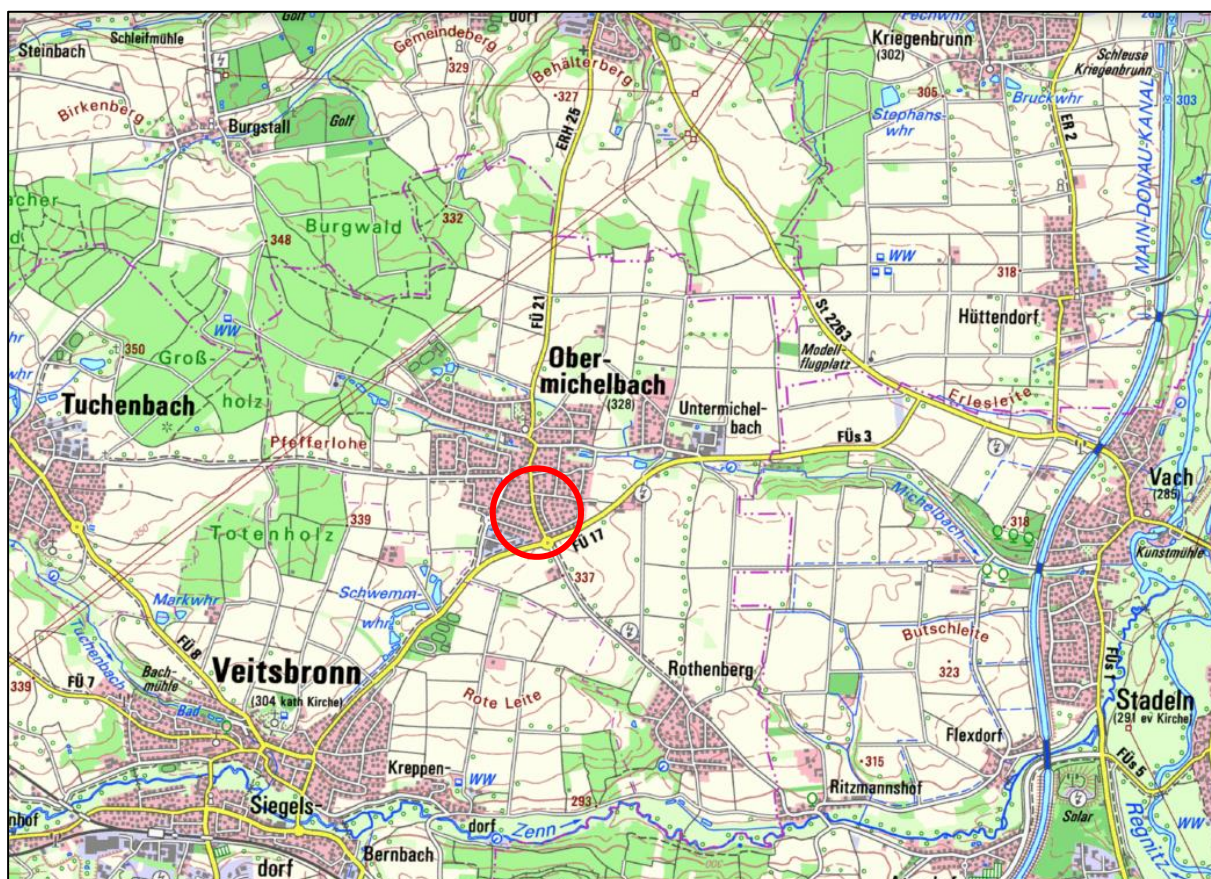 Golf
dorf
Steinbach
Schleifmühle
Gemeindeberg
329
Behälterberg
327
Kriegenbrunn
(302)
305
Bruckwhr
Schleuse
Kriegenbrunn
303
Birkenberg
Burgstall
Golf
ERH 25
Stephans-
whr
ER 2
MAIN-DONAU-KANAL
Burgwald
332
348
WW
318
FÜ 21
St 2263
Hüttendorf
WW
350
Groß-
holz
Modell-
flugplatz
Ober-
michelbach
(328)
Erlesleite
Tuchenbach
Untermichel-
bach
FÜs 3
Pfefferlohe
Vach
(285)
Michelbach
318
339
350
Totenholz
FÜ 17
Kunstmühle
337
Schwemm-
whr
Markwhr
Tuchenbach
FÜ 8
Butschleite
323
Bach-
mühle
Veitsbronn
(304 kath Kirche)
Rothenberg
FÜs 1
339
FÜ 7
Rote Leite
Stadeln
(291 ev Kirche)
Bad
Flexdorf
315
Ritzmannshof
FÜs 5
Kreppen-
dorf
WW
293
Siegels-
dorf
Zenn
Solar
Regnitz
WW
nhof
Bernbach